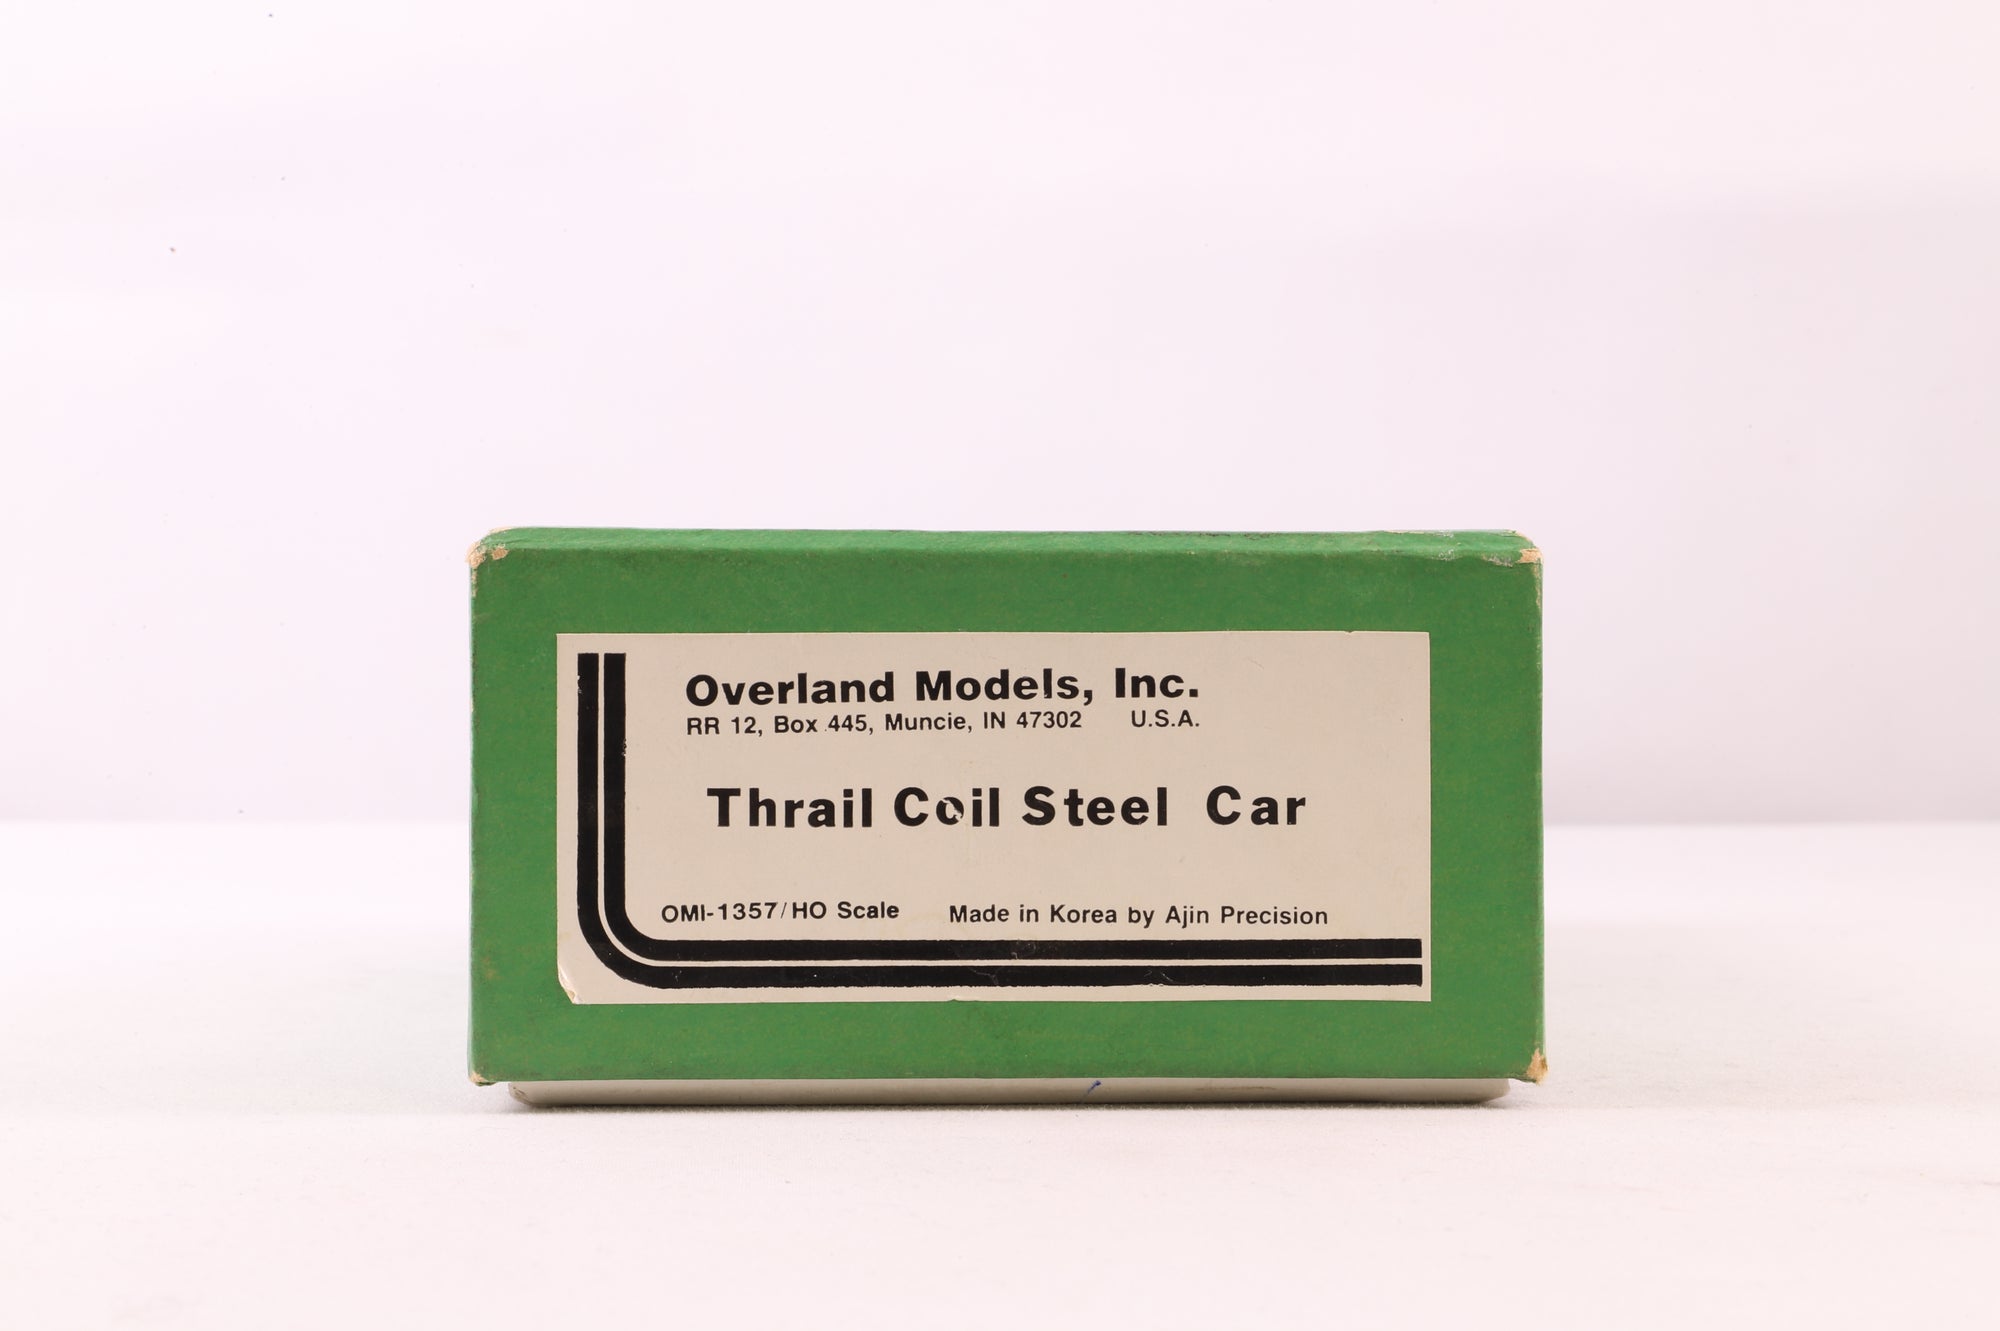 Overland Models, Inc.
RR 12, Box 445, Muncie, IN 47302 U.S.A.
Thrail Coil Steel Car
OMI-1357/HO Scale Made in Korea by Ajin Precision